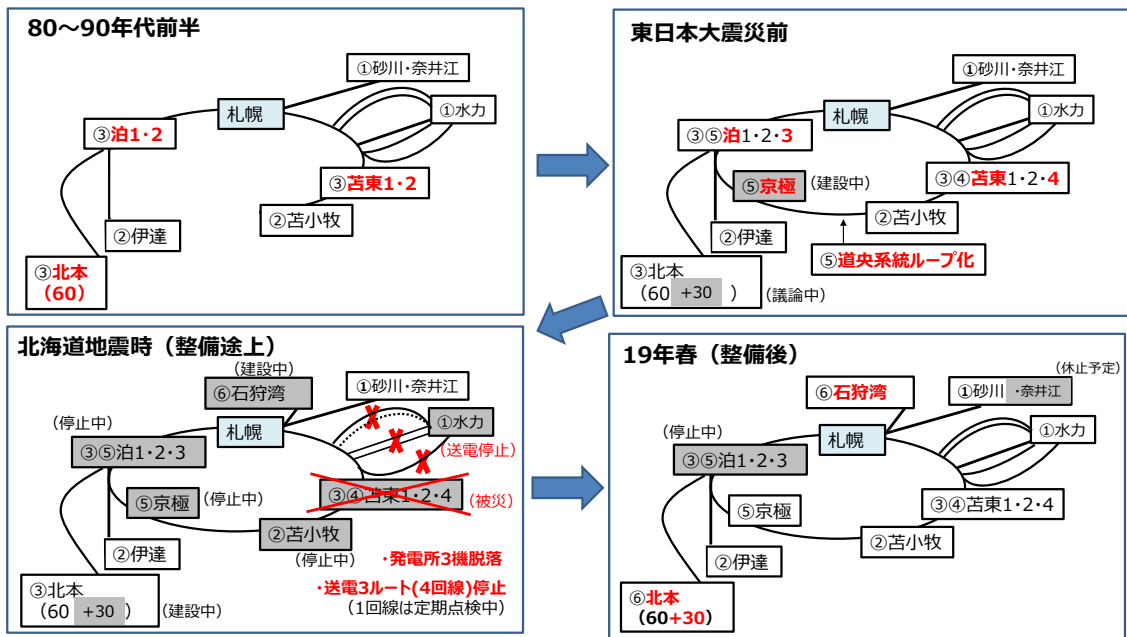 80～90年代前半
①砂川・奈井江
①水力
札幌
③泊1・2
③苫東1・2
②苫小牧
②伊達
③北本
（60）
東日本大震災前
①砂川・奈井江
①水力
札幌
③⑤泊1・2・3
③④苫東1・2・4
⑤京極
（建設中）
②苫小牧
②伊達
⑤道央系統ループ化
③北本
（60 +30 ）
（議論中）
北海道地震時（整備途上）
（建設中）
⑥石狩湾
①砂川・奈井江
（停止中）
札幌
①水力
（送電停止）
③⑤泊1・2・3
③④苫東1・2・4
（被災）
⑤京極
（停止中）
②苫小牧
（停止中）
②伊達
・発電所3機脱落
・送電3ルート(4回線)停止
（1回線は定期点検中）
③北本
（60 +30 ）
（建設中）
19年春（整備後）
（休止予定）
⑥石狩湾
①砂川 ・奈井江
（停止中）
札幌
①水力
③⑤泊1・2・3
③④苫東1・2・4
⑤京極
②苫小牧
②伊達
⑥北本
（60+30）